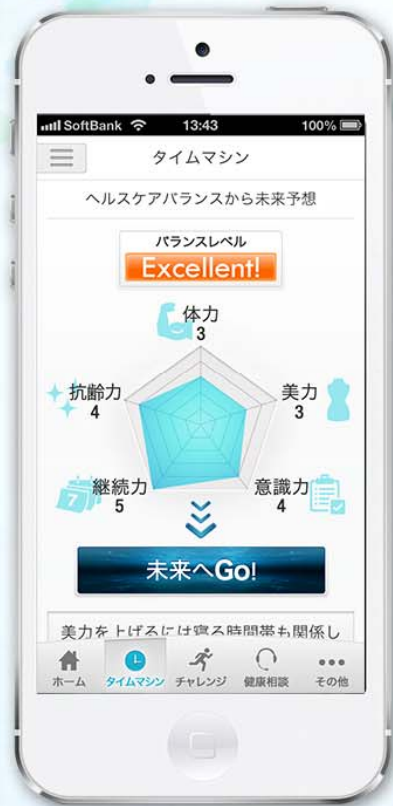 SoftBank 13:43 100%
タイムマシン
ヘルスケアバランスから未来予想
バランスレベル
Excellent!
体力
3
抗齢力
4
美力
3
7
継続力
5
意識力
4
未来へGo!
美力を上げるには寝る時間帯も関係し
ホーム タイムマシン チャレンジ 健康相談 その他